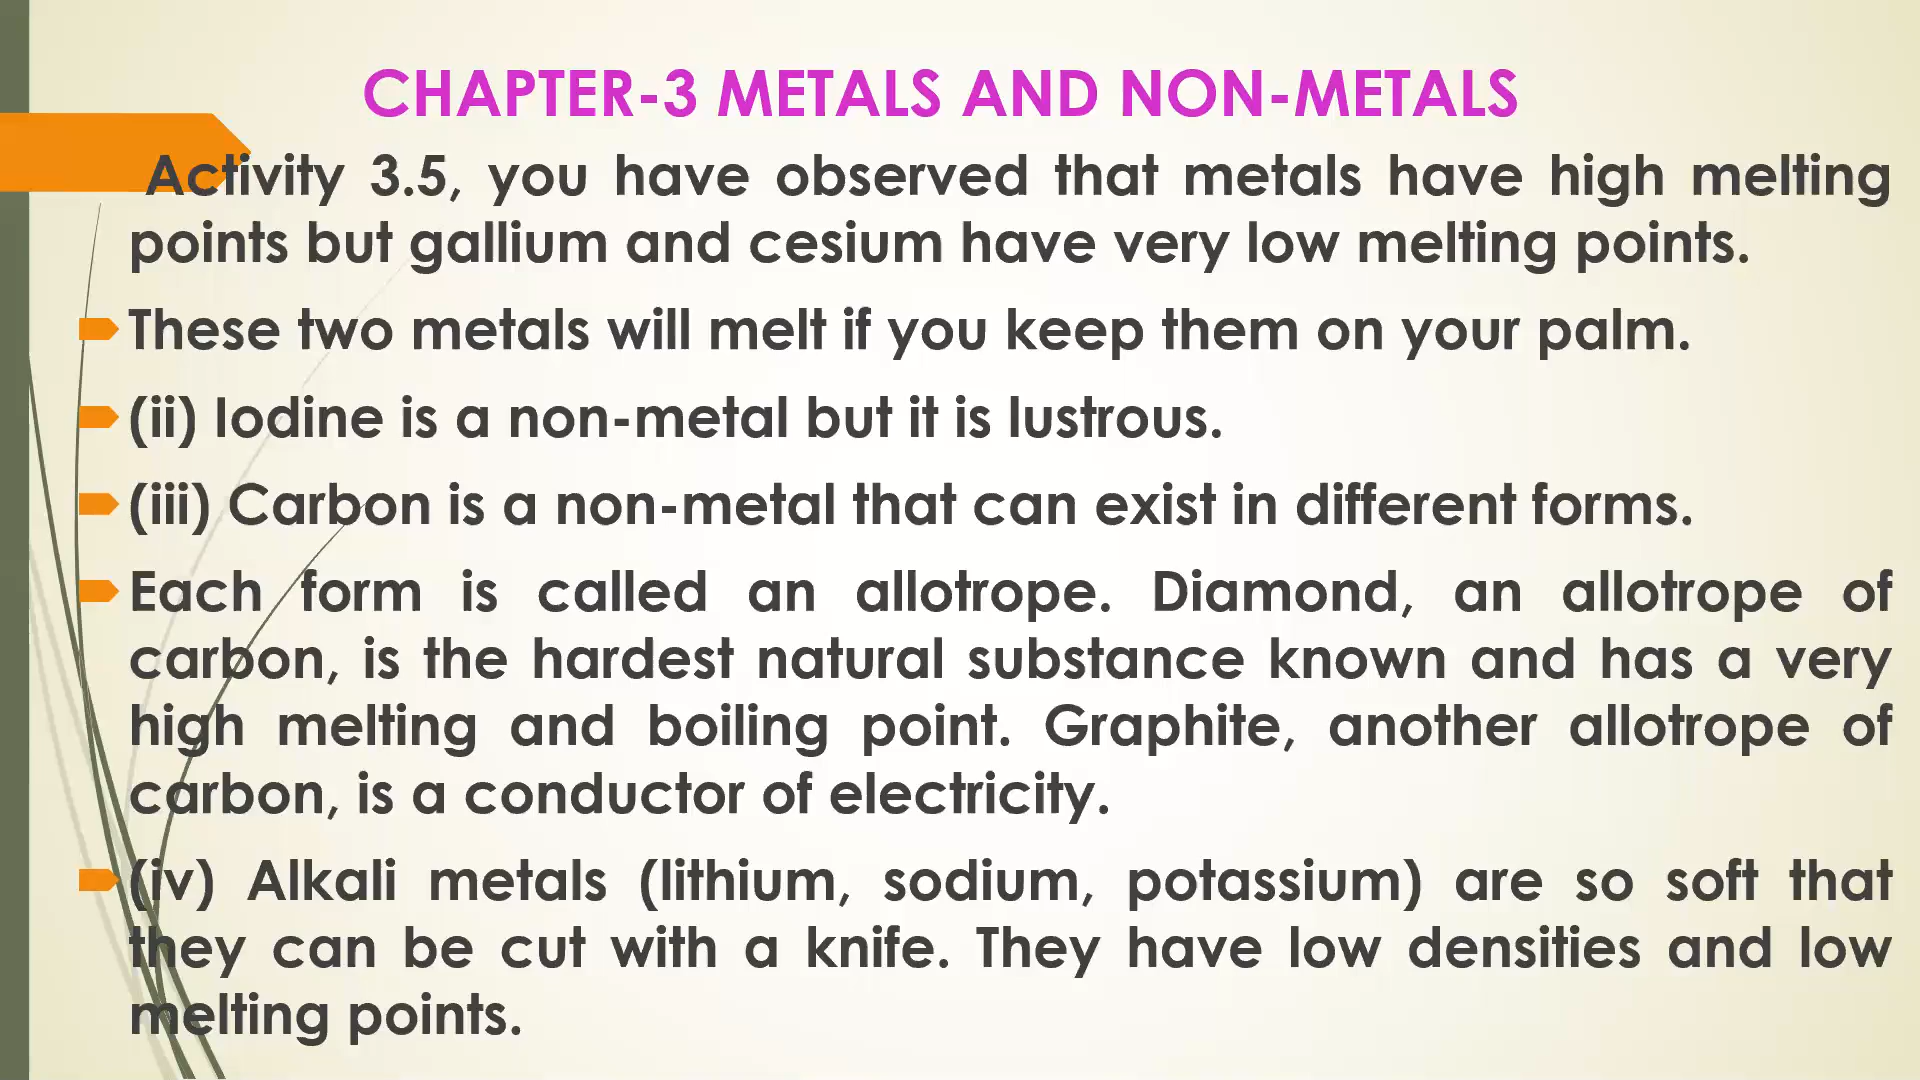 CHAPTER-3 METALS AND NON-METALS
Activity 3.5, you have observed that metals have high melting
points but gallium and cesium have very low melting points.
These two metals will melt if you keep them on your palm.
(ii) Iodine is a non-metal but it is lustrous.
(iii) Carbon is a non-metal that can exist in different forms.
Each form is called an allotrope. Diamond, an allotrope of
carbon, is the hardest natural substance known and has a very
high melting and boiling point. Graphite, another allotrope of
carbon, is a conductor of electricity.
(iv) Alkali metals (lithium, sodium, potassium) are so soft that
they can be cut with a knife. They have low densities and low
melting points.